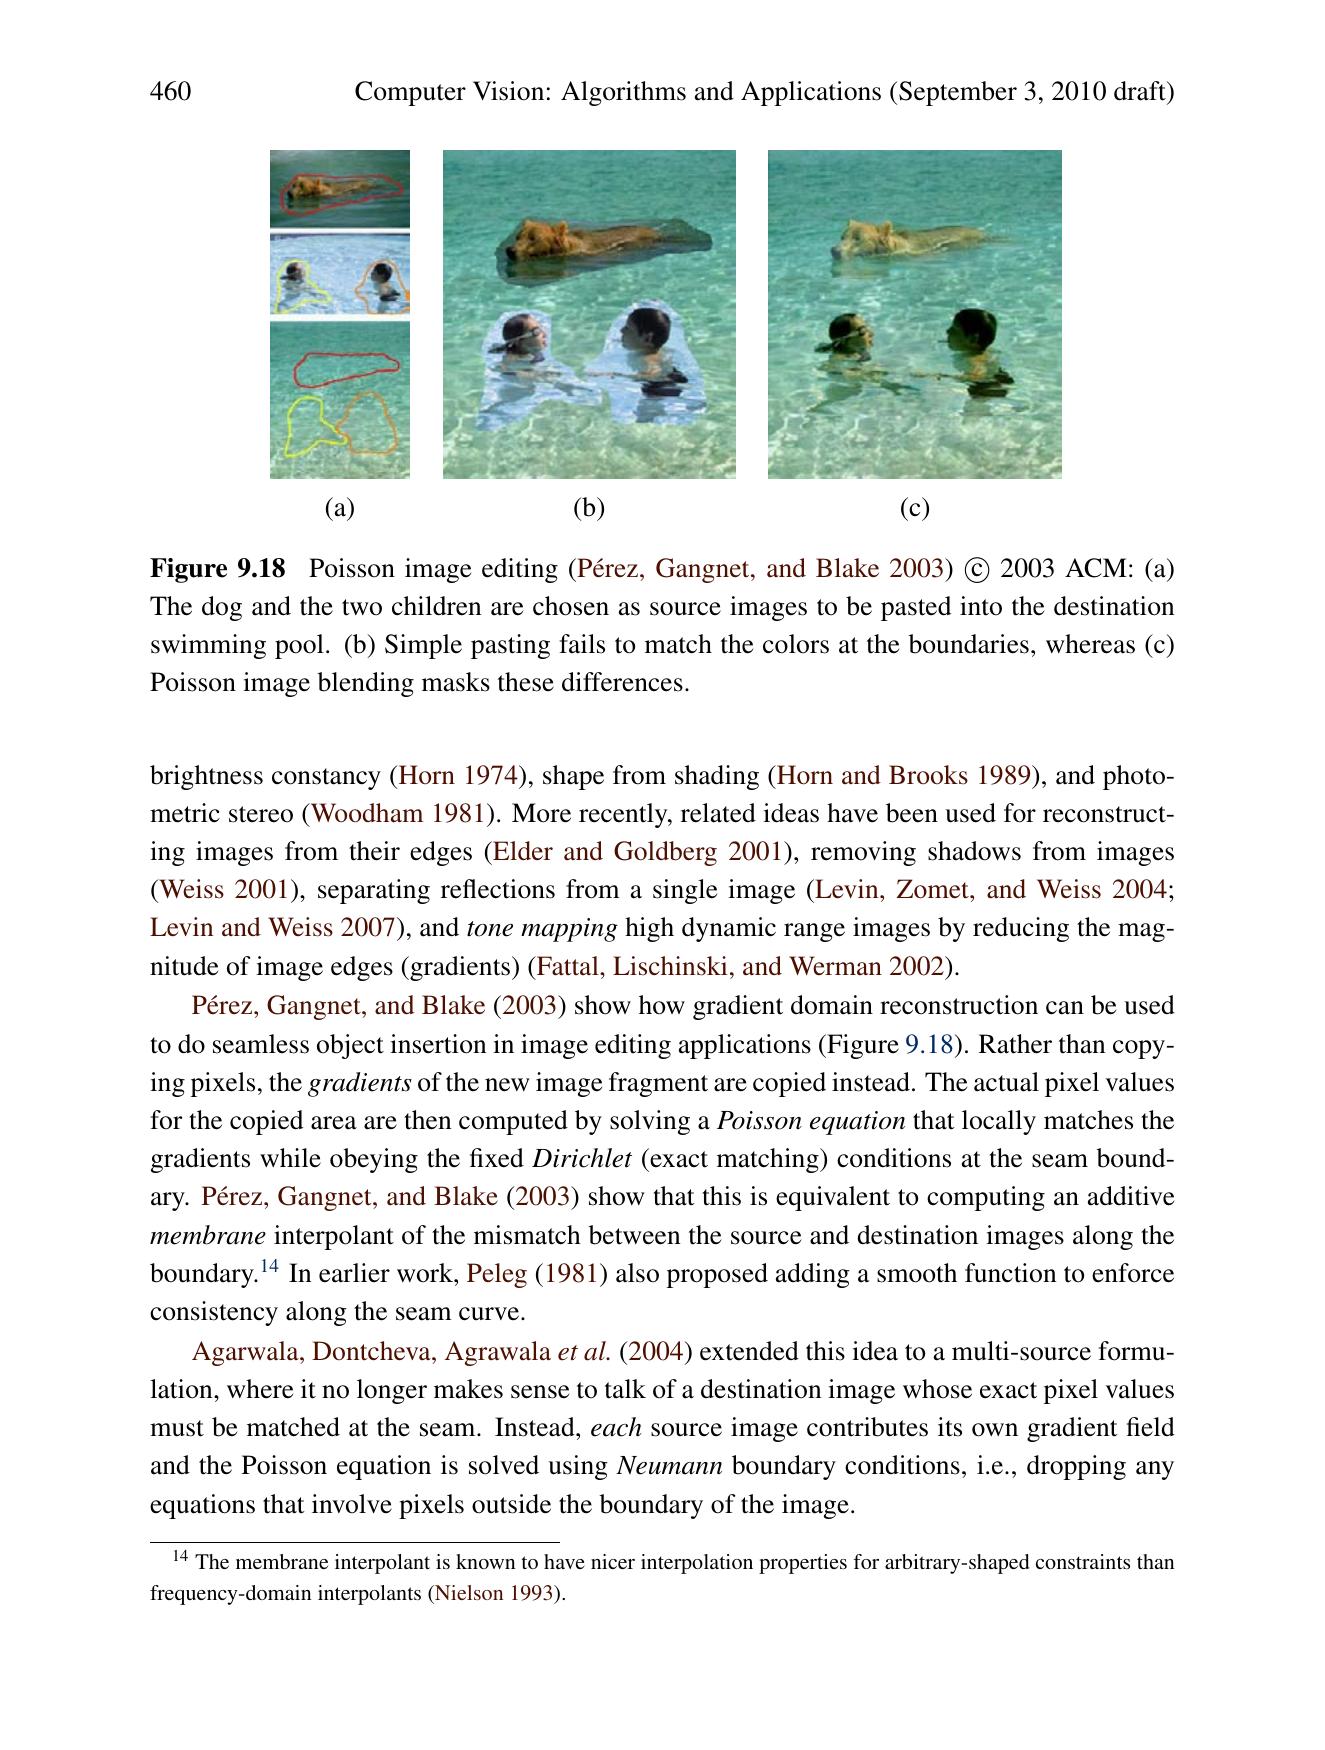 460 Computer Vision: Algorithms and Applications (September 3, 2010 draft)
(a) (b) (c)
Figure 9.18 Poisson image editing (Pérez, Gangnet, and Blake 2003) © 2003 ACM: (a)
The dog and the two children are chosen as source images to be pasted into the destination
swimming pool. (b) Simple pasting fails to match the colors at the boundaries, whereas (c)
Poisson image blending masks these differences.
brightness constancy (Horn 1974), shape from shading (Horn and Brooks 1989), and photo-
metric stereo (Woodham 1981). More recently, related ideas have been used for reconstruct-
ing images from their edges (Elder and Goldberg 2001), removing shadows from images
(Weiss 2001), separating reflections from a single image (Levin, Zomet, and Weiss 2004;
Levin and Weiss 2007), and tone mapping high dynamic range images by reducing the mag-
nitude of image edges (gradients) (Fattal, Lischinski, and Werman 2002).
Pérez, Gangnet, and Blake (2003) show how gradient domain reconstruction can be used
to do seamless object insertion in image editing applications (Figure 9.18). Rather than copy-
ing pixels, the gradients of the new image fragment are copied instead. The actual pixel values
for the copied area are then computed by solving a Poisson equation that locally matches the
gradients while obeying the fixed Dirichlet (exact matching) conditions at the seam bound-
ary. Pérez, Gangnet, and Blake (2003) show that this is equivalent to computing an additive
membrane interpolant of the mismatch between the source and destination images along the
boundary.14 In earlier work, Peleg (1981) also proposed adding a smooth function to enforce
consistency along the seam curve.
Agarwala, Dontcheva, Agrawala et al. (2004) extended this idea to a multi-source formu-
lation, where it no longer makes sense to talk of a destination image whose exact pixel values
must be matched at the seam. Instead, each source image contributes its own gradient field
and the Poisson equation is solved using Neumann boundary conditions, i.e., dropping any
equations that involve pixels outside the boundary of the image.
14 The membrane interpolant is known to have nicer interpolation properties for arbitrary-shaped constraints than
frequency-domain interpolants (Nielson 1993).